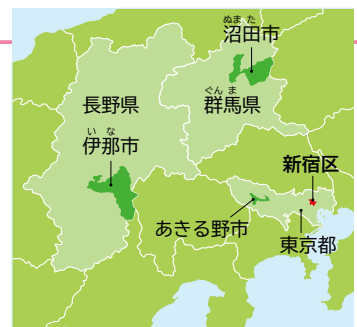 ぬまた
沼田市
長野県
ぐんま
群馬県
いな
伊那市
新宿区
あきる野市
東京都